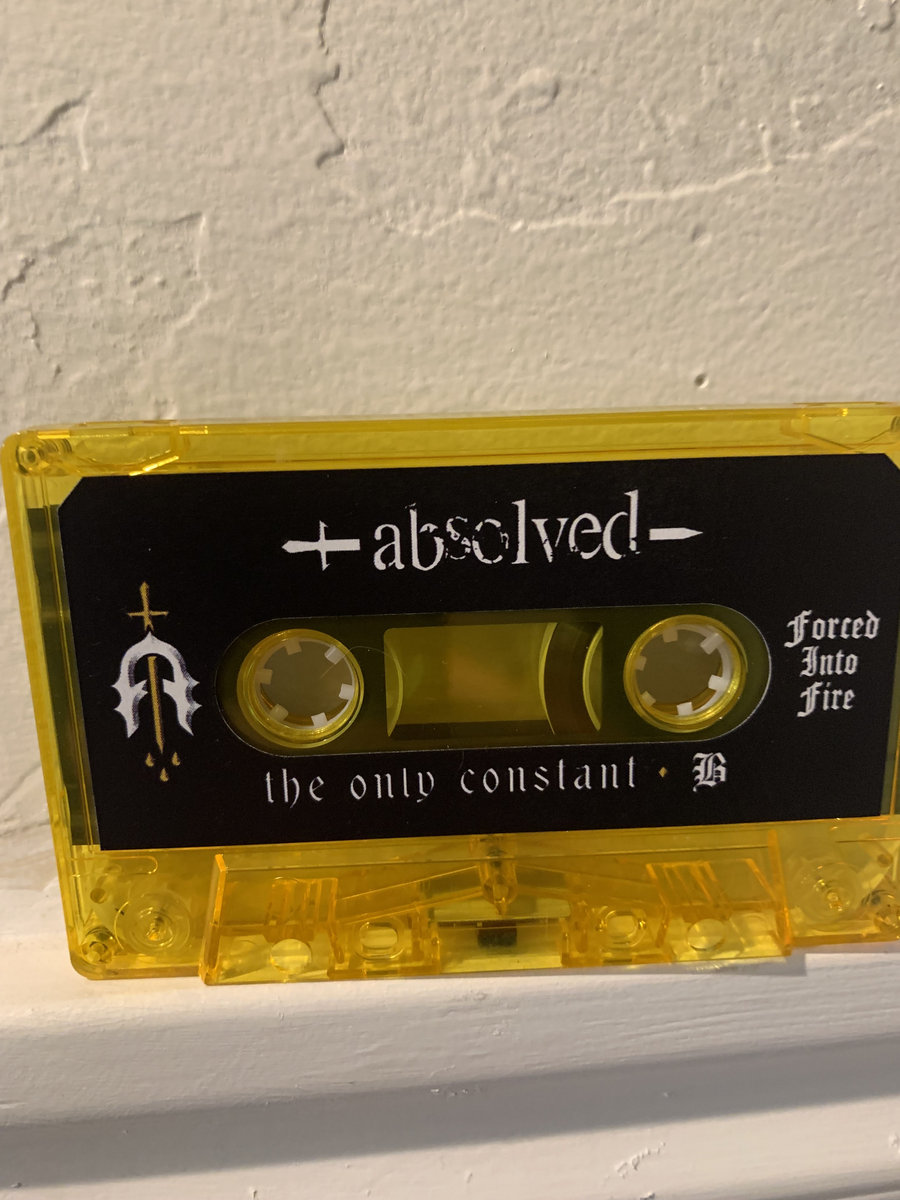 absolved
Forced
Into
Fire
the only constant · B